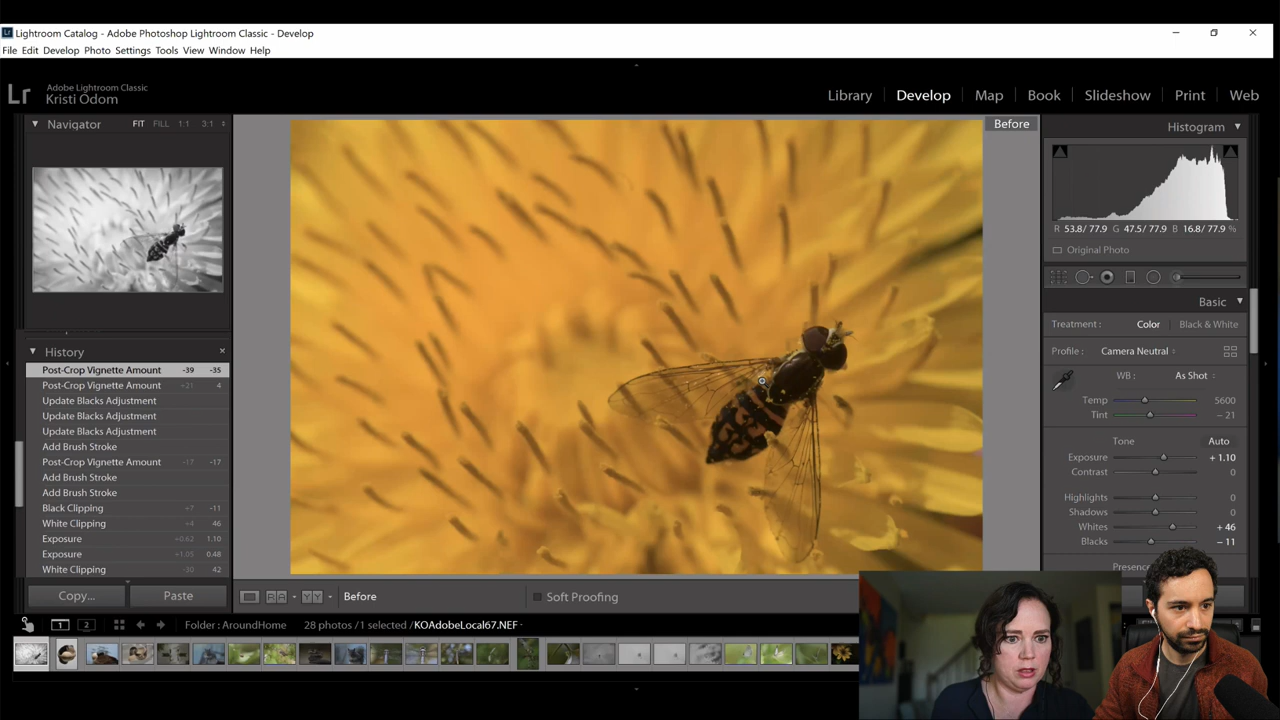 Lr Lightroom Catalog - Adobe Photoshop Lightroom Classic - Develop
File Edit Develop Photo Settings Tools View Window Help
Lr Adobe Lightroom Classic
Kristi Odom
Library Develop Map Book Slideshow Print Web
Navigator FIT FILL 1:1 3:1
Before
Histogram
R 53.8/ 77.9 G 47.5/ 77.9 B 16.8/ 77.9 %
Original Photo
Basic
Treatment : Color Black & White
Profile : Camera Neutral
WB : As Shot
Temp 5600
Tint – 21
Tone Auto
Exposure + 1.10
Contrast 0
Highlights 0
Shadows 0
Whites + 46
Blacks – 11
Presence
History
Post-Crop Vignette Amount -39 -35
Post-Crop Vignette Amount +21 4
Update Blacks Adjustment
Update Blacks Adjustment
Update Blacks Adjustment
Add Brush Stroke
Post-Crop Vignette Amount -17 -17
Add Brush Stroke
Add Brush Stroke
Black Clipping +7 -11
White Clipping +4 46
Exposure +0.62 1.10
Exposure +1.05 0.48
White Clipping -30 42
Copy... Paste
Before Soft Proofing
1 2 Folder : AroundHome 28 photos /1 selected /KOAdobeLocal67.NEF